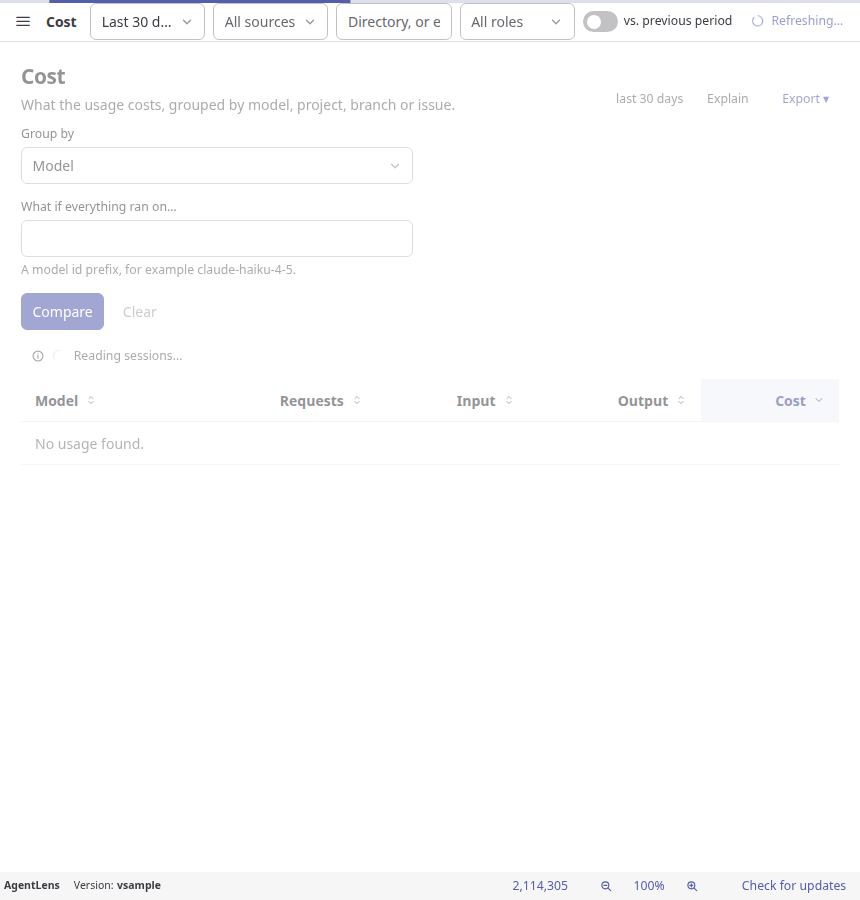 Cost Last 30 d... All sources Directory, or e All roles vs. previous period Refreshing...
Cost
What the usage costs, grouped by model, project, branch or issue.
last 30 days Explain Export ▾
Group by
Model
What if everything ran on...
A model id prefix, for example claude-haiku-4-5.
Compare Clear
Reading sessions...
Model Requests Input Output Cost
No usage found.
AgentLens Version: vsample 2,114,305 100% Check for updates